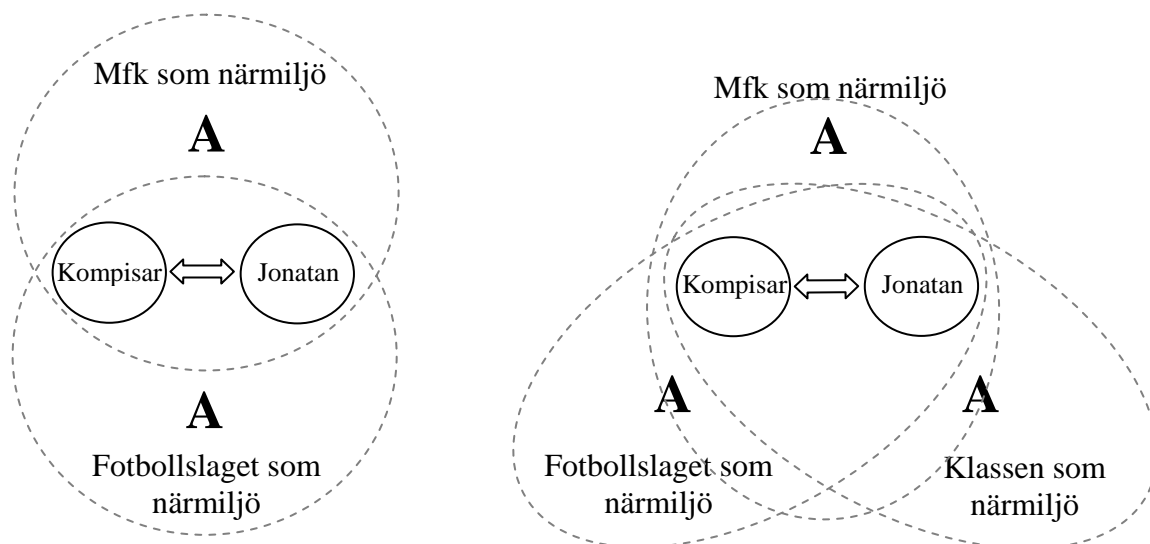 Mfk som närmiljö
A
Kompisar
Jonatan
A
Fotbollslaget som
närmiljö
Mfk som närmiljö
A
Kompisar
Jonatan
A
A
Fotbollslaget som
närmiljö
Klassen som
närmiljö